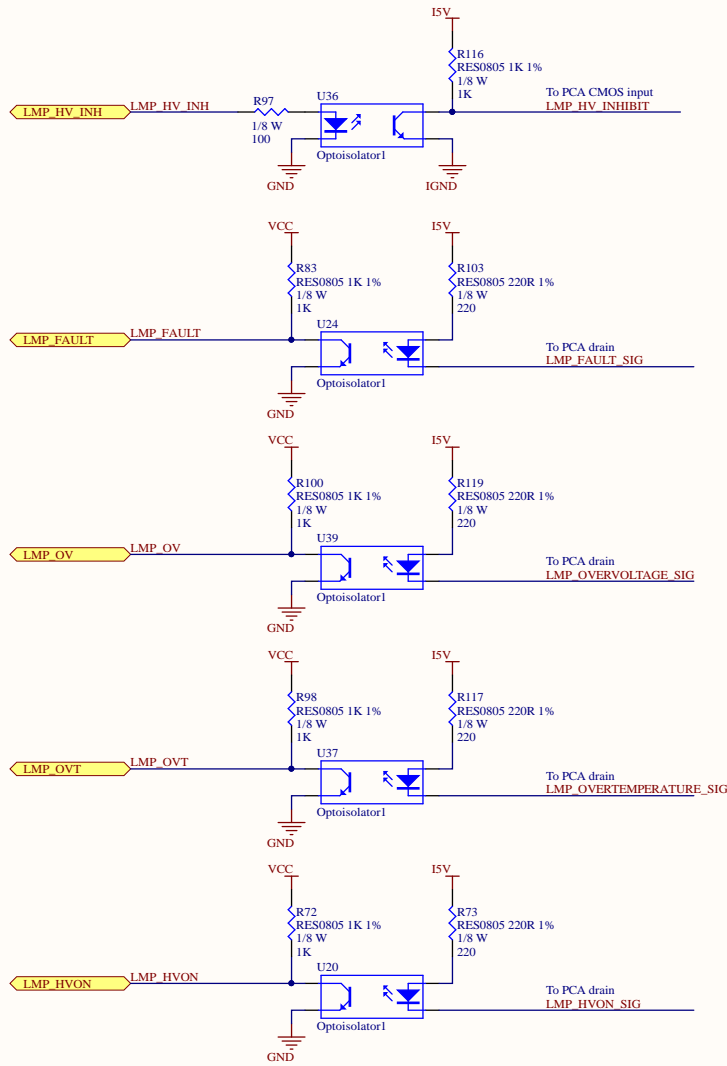 I5V
R116
RES0805 1K 1%
1/8 W
1K
To PCA CMOS input
LMP_HV_INHIBIT
LMP_HV_INH
LMP_HV_INH
R97
1/8 W
100
U36
Optoisolator1
GND
IGND
VCC
I5V
R83
RES0805 1K 1%
1/8 W
1K
R103
RES0805 220R 1%
1/8 W
220
LMP_FAULT
LMP_FAULT
U24
Optoisolator1
To PCA drain
LMP_FAULT_SIG
GND
VCC
I5V
R100
RES0805 1K 1%
1/8 W
1K
R119
RES0805 220R 1%
1/8 W
220
LMP_OV
LMP_OV
U39
Optoisolator1
To PCA drain
LMP_OVERVOLTAGE_SIG
GND
VCC
I5V
R98
RES0805 1K 1%
1/8 W
1K
R117
RES0805 220R 1%
1/8 W
220
LMP_OVT
LMP_OVT
U37
Optoisolator1
To PCA drain
LMP_OVERTEMPERATURE_SIG
GND
VCC
I5V
R72
RES0805 1K 1%
1/8 W
1K
R73
RES0805 220R 1%
1/8 W
220
LMP_HVON
LMP_HVON
U20
Optoisolator1
To PCA drain
LMP_HVON_SIG
GND